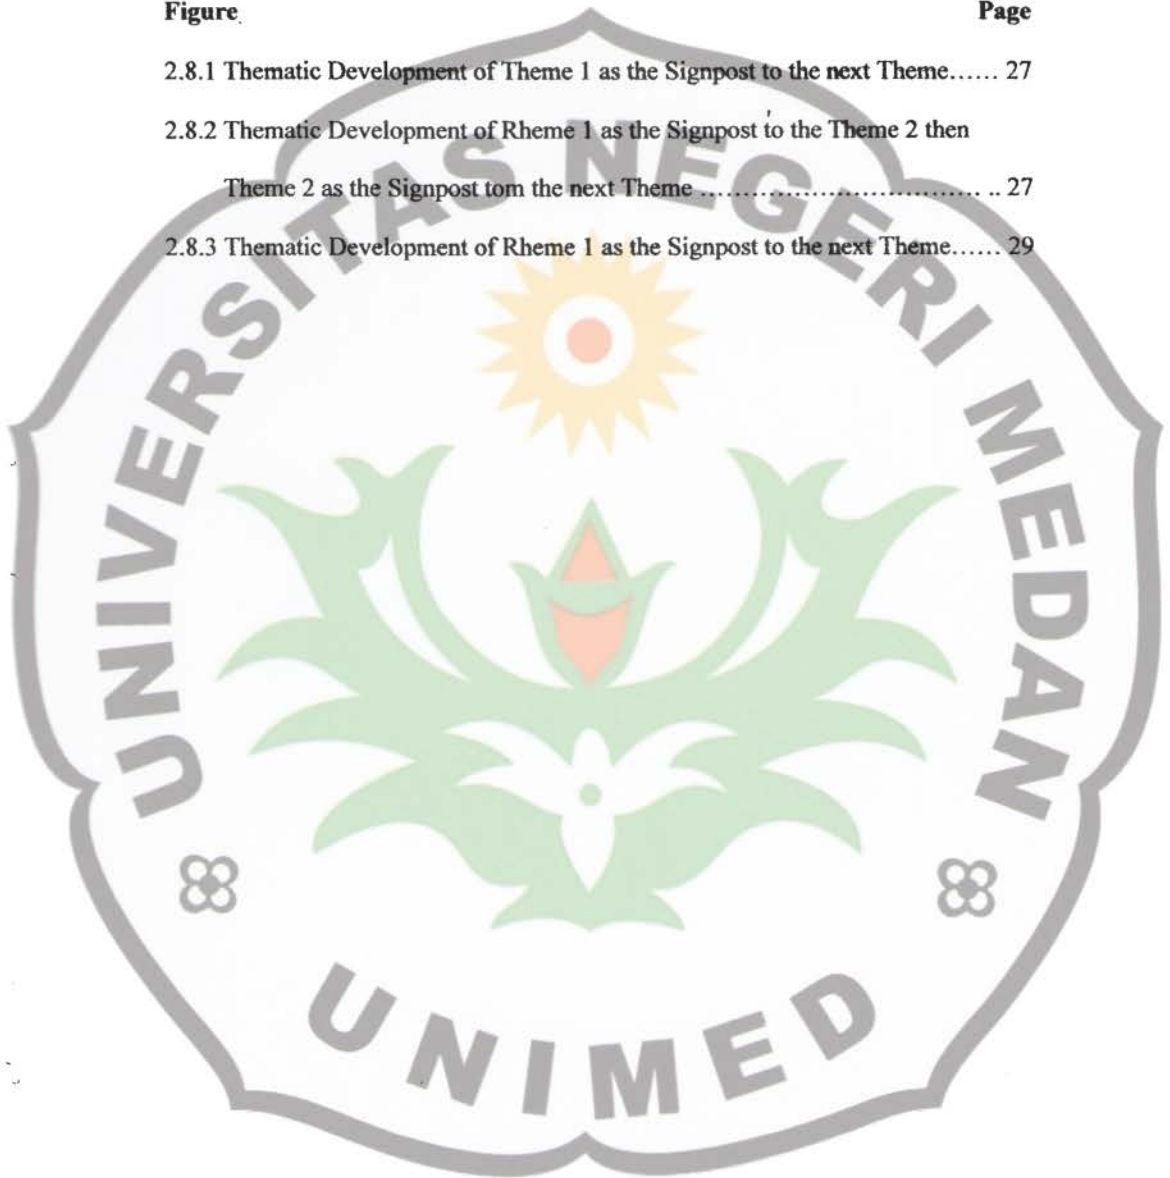 Figure Page
2.8.1 Thematic Development of Theme 1 as the Signpost to the next Theme...... 27
2.8.2 Thematic Development of Rheme 1 as the Signpost to the Theme 2 then
Theme 2 as the Signpost tom the next Theme .................................. .. 27
2.8.3 Thematic Development of Rheme 1 as the Signpost to the next Theme...... 29
UNIVERSITAS NEGERI MEDAN
UNIMED